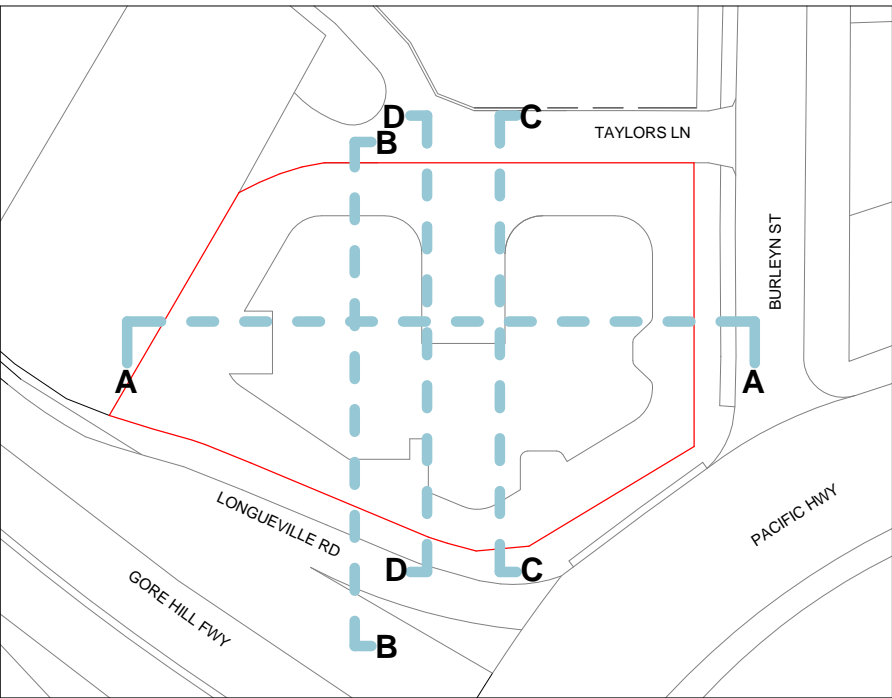 D
C
B
TAYLORS LN
BURLEYN ST
A
A
LONGUEVILLE RD
PACIFIC HWY
D
C
GORE HILL FWY
B